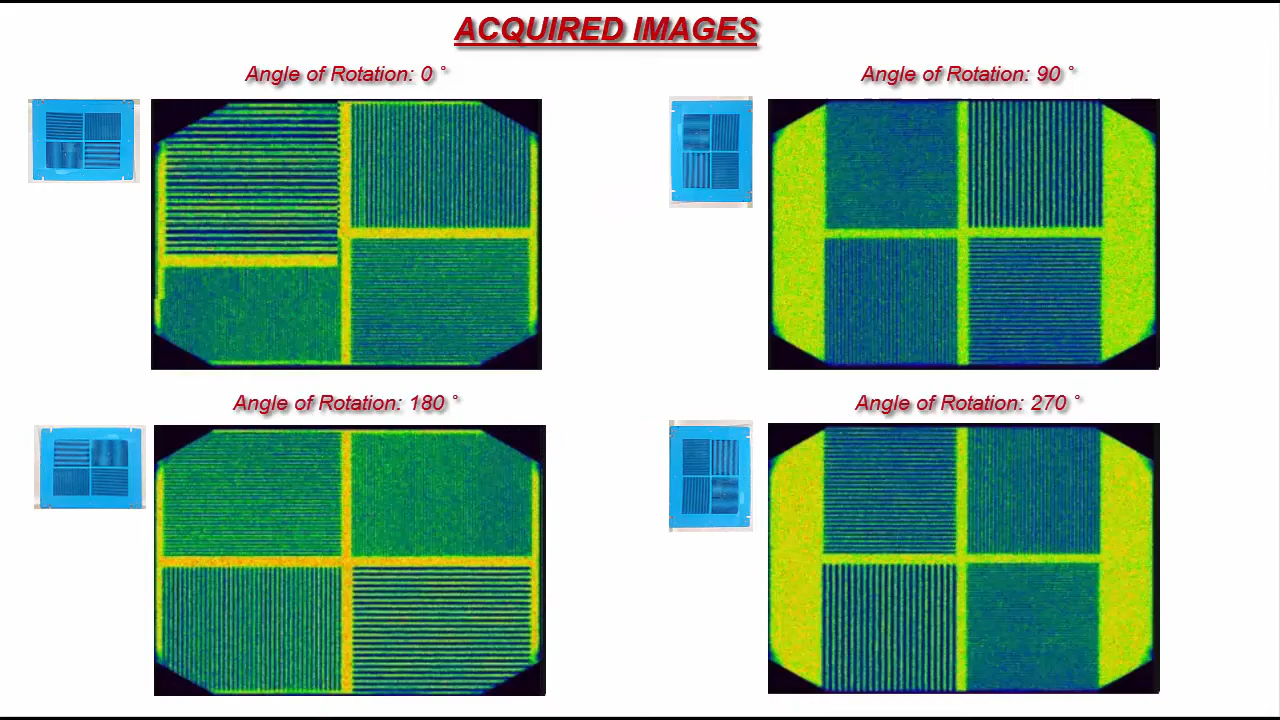 ACQUIRED IMAGES
Angle of Rotation: 0 °
Angle of Rotation: 90 °
Angle of Rotation: 180 °
Angle of Rotation: 270 °